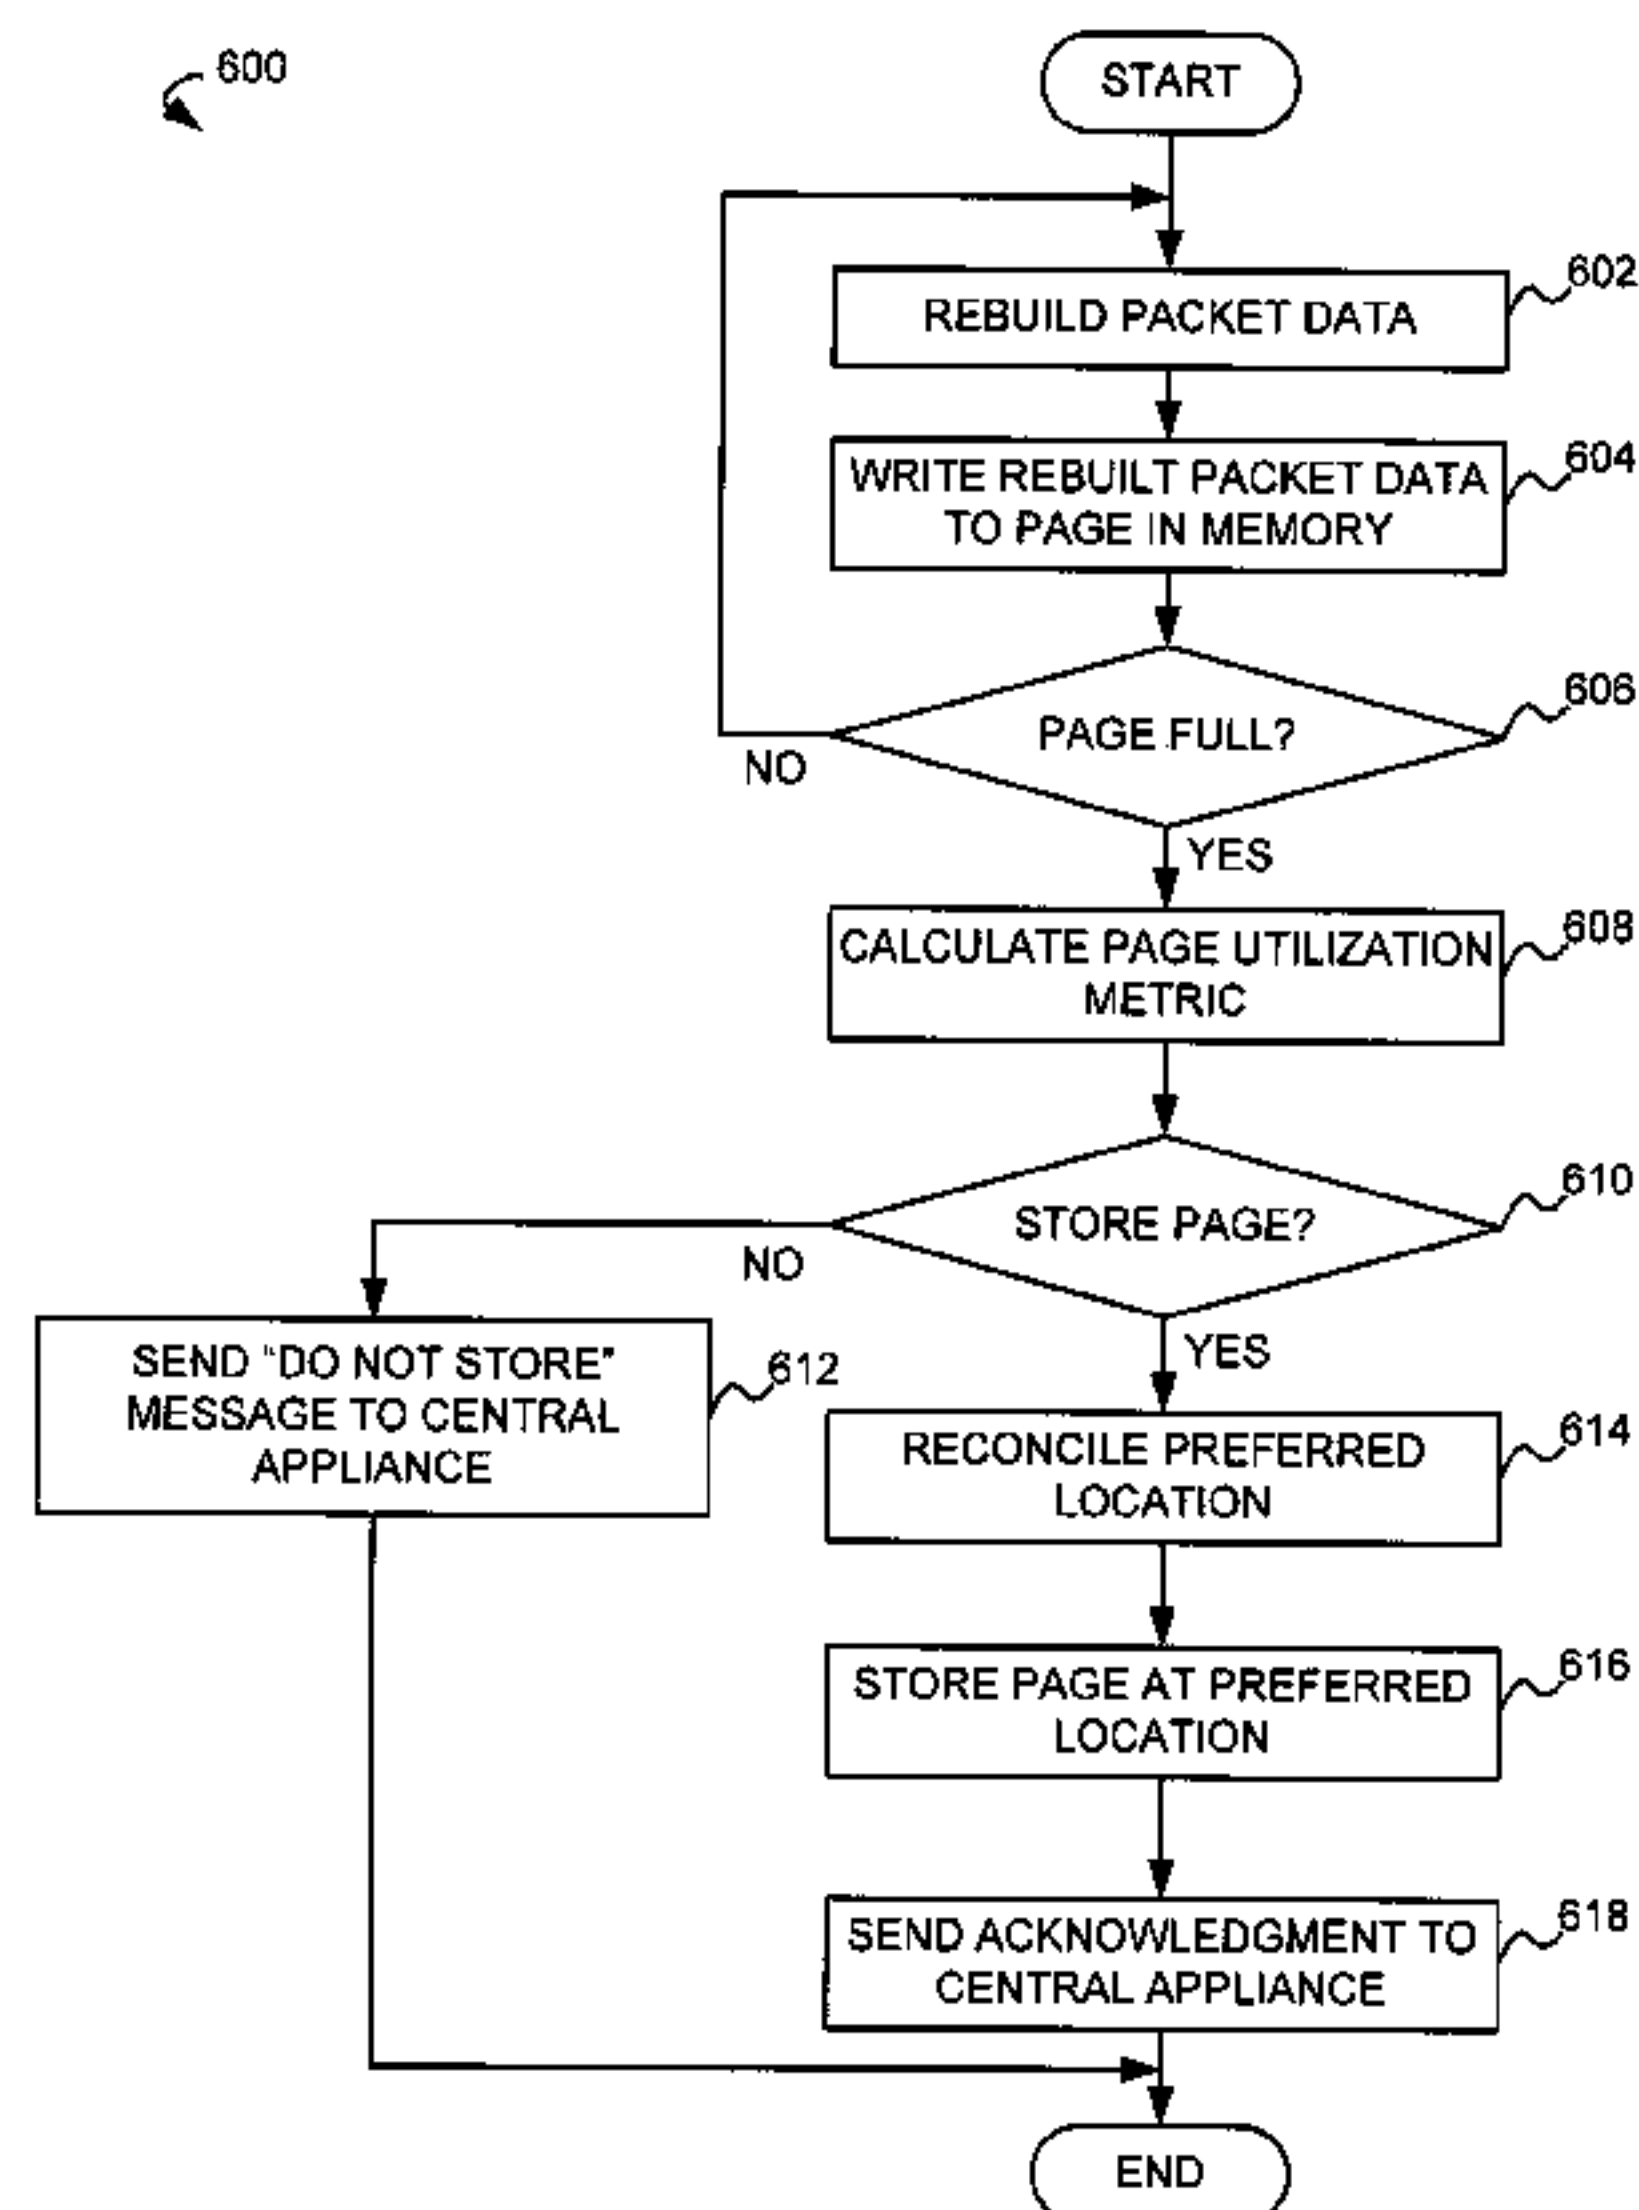 600
START
REBUILD PACKET DATA
602
WRITE REBUILT PACKET DATA
TO PAGE IN MEMORY
604
PAGE FULL?
606
NO
YES
CALCULATE PAGE UTILIZATION
METRIC
608
STORE PAGE?
610
NO
YES
SEND "DO NOT STORE"
MESSAGE TO CENTRAL
APPLIANCE
612
RECONCILE PREFERRED
LOCATION
614
STORE PAGE AT PREFERRED
LOCATION
616
SEND ACKNOWLEDGMENT TO
CENTRAL APPLIANCE
618
END